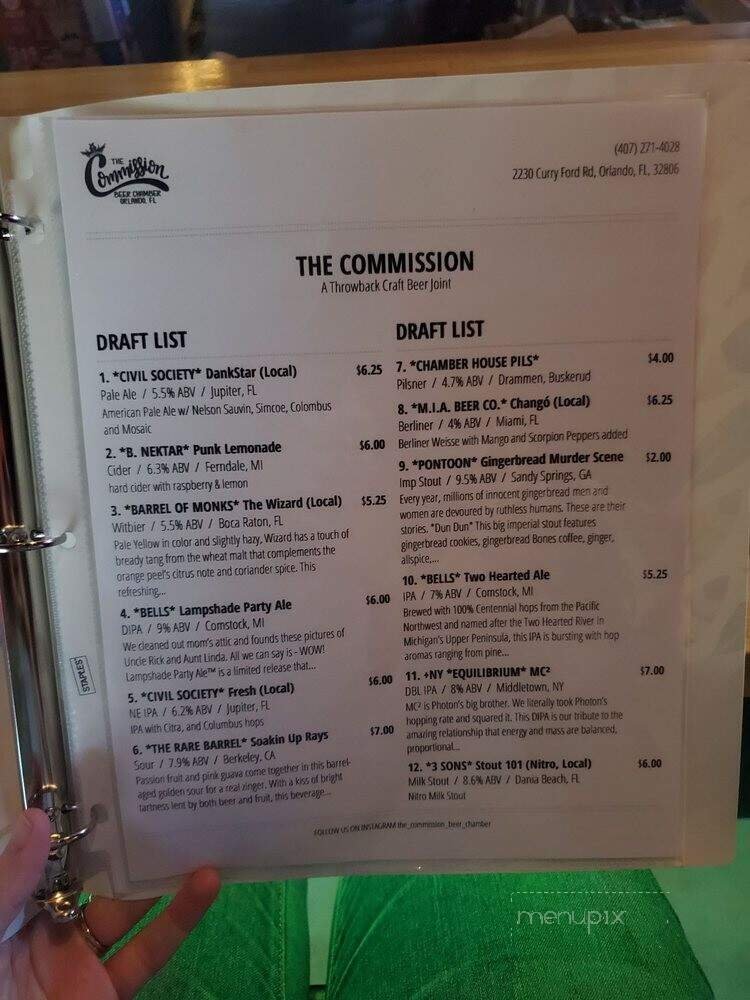 THE
Commission
BEER CHAMBER
ORLANDO, FL
(407) 271-4028
2230 Curry Ford Rd, Orlando, FL, 32806
THE COMMISSION
A Throwback Craft Beer Joint
DRAFT LIST
1. *CIVIL SOCIETY* DankStar (Local) $6.25
Pale Ale / 5.5% ABV / Jupiter, FL
American Pale Ale w/ Nelson Sauvin, Simcoe, Colombus
and Mosaic
2. *B. NEKTAR* Punk Lemonade $6.00
Cider / 6.3% ABV / Ferndale, MI
hard cider with raspberry & lemon
3. *BARREL OF MONKS* The Wizard (Local) $5.25
Witbier / 5.5% ABV / Boca Raton, FL
Pale Yellow in color and slightly hazy, Wizard has a touch of
bready tang from the wheat malt that complements the
orange peel's citrus note and coriander spice. This
refreshing...
4. *BELLS* Lampshade Party Ale $6.00
DIPA / 9% ABV / Comstock, MI
We cleaned out mom's attic and founds these pictures of
Uncle Rick and Aunt Linda. All we can say is - WOW!
Lampshade Party Ale™ is a limited release that...
5. *CIVIL SOCIETY* Fresh (Local) $6.00
NE IPA / 6.2% ABV / Jupiter, FL
IPA with Citra, and Columbus hops
6. *THE RARE BARREL* Soakin Up Rays $7.00
Sour / 7.9% ABV / Berkeley, CA
Passion fruit and pink guava come together in this barrel-
aged golden sour for a real zinger. With a kiss of bright
tartness lent by both beer and fruit, this beverage...
DRAFT LIST
7. *CHAMBER HOUSE PILS* $4.00
Pilsner / 4.7% ABV / Drammen, Buskerud
8. *M.I.A. BEER CO.* Changó (Local) $6.25
Berliner / 4% ABV / Miami, FL
Berliner Weisse with Mango and Scorpion Peppers added
9. *PONTOON* Gingerbread Murder Scene $2.00
Imp Stout / 9.5% ABV / Sandy Springs, GA
Every year, millions of innocent gingerbread men and
women are devoured by ruthless humans. These are their
stories. *Dun Dun* This big imperial stout features
gingerbread cookies, gingerbread Bones coffee, ginger,
allspice,...
10. *BELLS* Two Hearted Ale $5.25
IPA / 7% ABV / Comstock, MI
Brewed with 100% Centennial hops from the Pacific
Northwest and named after the Two Hearted River in
Michigan's Upper Peninsula, this IPA is bursting with hop
aromas ranging from pine...
11. +NY *EQUILIBRIUM* MC² $7.00
DBL IPA / 8% ABV / Middletown, NY
MC² is Photon's big brother. We literally took Photon's
hopping rate and squared it. This DIPA is our tribute to the
amazing relationship that energy and mass are balanced,
proportional...
12. *3 SONS* Stout 101 (Nitro, Local) $6.00
Milk Stout / 8.6% ABV / Dania Beach, FL
Nitro Milk Stout
FOLLOW US ON INSTAGRAM the_commission_beer_chamber
STAPLES
menupix